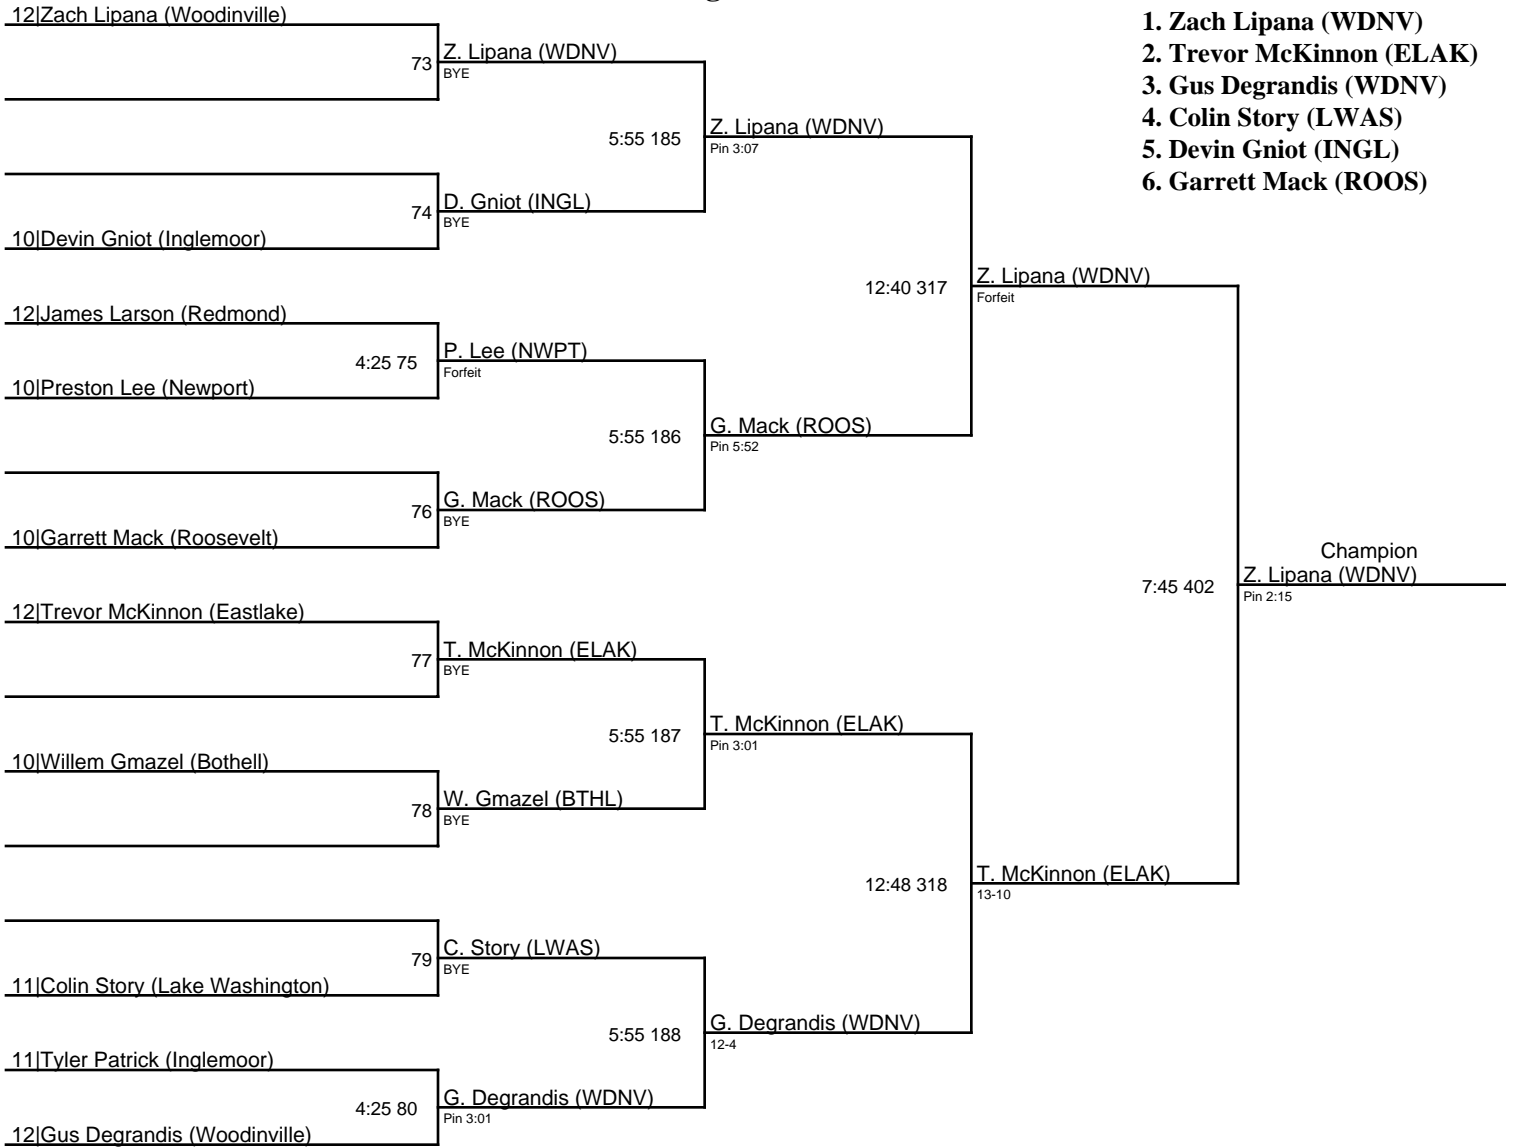 12|Zach Lipana (Woodinville)
73
Z. Lipana (WDNV)
BYE
5:55 185
Z. Lipana (WDNV)
Pin 3:07
74
D. Gniot (INGL)
BYE
10|Devin Gniot (Inglemoor)
12:40 317
Z. Lipana (WDNV)
Forfeit
12|James Larson (Redmond)
4:25 75
P. Lee (NWPT)
Forfeit
10|Preston Lee (Newport)
5:55 186
G. Mack (ROOS)
Pin 5:52
76
G. Mack (ROOS)
BYE
10|Garrett Mack (Roosevelt)
Champion
7:45 402
Z. Lipana (WDNV)
Pin 2:15
12|Trevor McKinnon (Eastlake)
77
T. McKinnon (ELAK)
BYE
5:55 187
T. McKinnon (ELAK)
Pin 3:01
10|Willem Gmazel (Bothell)
78
W. Gmazel (BTHL)
BYE
12:48 318
T. McKinnon (ELAK)
13-10
79
C. Story (LWAS)
BYE
11|Colin Story (Lake Washington)
5:55 188
G. Degrandis (WDNV)
12-4
11|Tyler Patrick (Inglemoor)
4:25 80
G. Degrandis (WDNV)
Pin 3:01
12|Gus Degrandis (Woodinville)
1. Zach Lipana (WDNV)
2. Trevor McKinnon (ELAK)
3. Gus Degrandis (WDNV)
4. Colin Story (LWAS)
5. Devin Gniot (INGL)
6. Garrett Mack (ROOS)